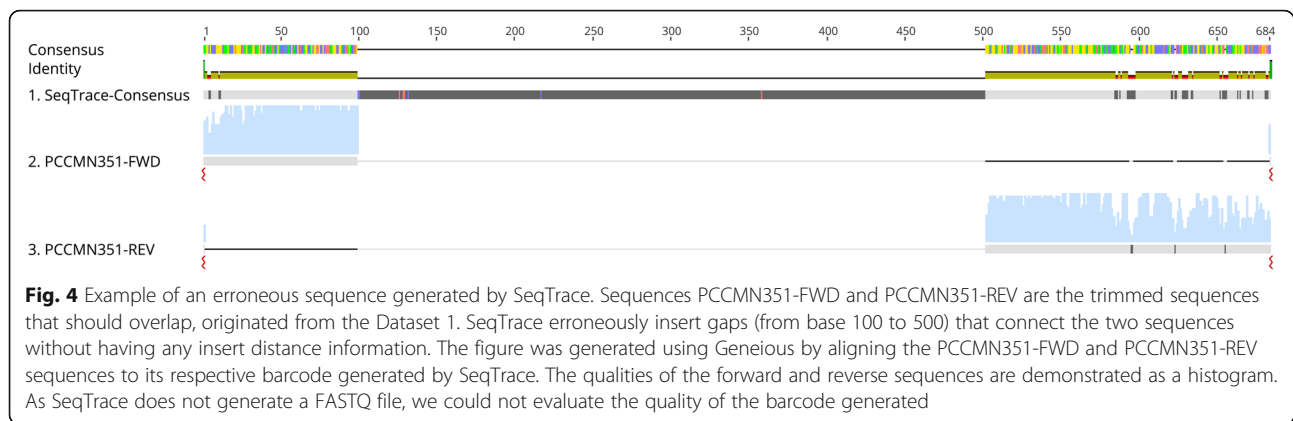 1 50 100 150 200 250 300 350 400 450 500 550 600 650 684
Consensus
Identity
1. SeqTrace-Consensus
2. PCCMN351-FWD
3. PCCMN351-REV
Fig. 4 Example of an erroneous sequence generated by SeqTrace. Sequences PCCMN351-FWD and PCCMN351-REV are the trimmed sequences
that should overlap, originated from the Dataset 1. SeqTrace erroneously insert gaps (from base 100 to 500) that connect the two sequences
without having any insert distance information. The figure was generated using Geneious by aligning the PCCMN351-FWD and PCCMN351-REV
sequences to its respective barcode generated by SeqTrace. The qualities of the forward and reverse sequences are demonstrated as a histogram.
As SeqTrace does not generate a FASTQ file, we could not evaluate the quality of the barcode generated